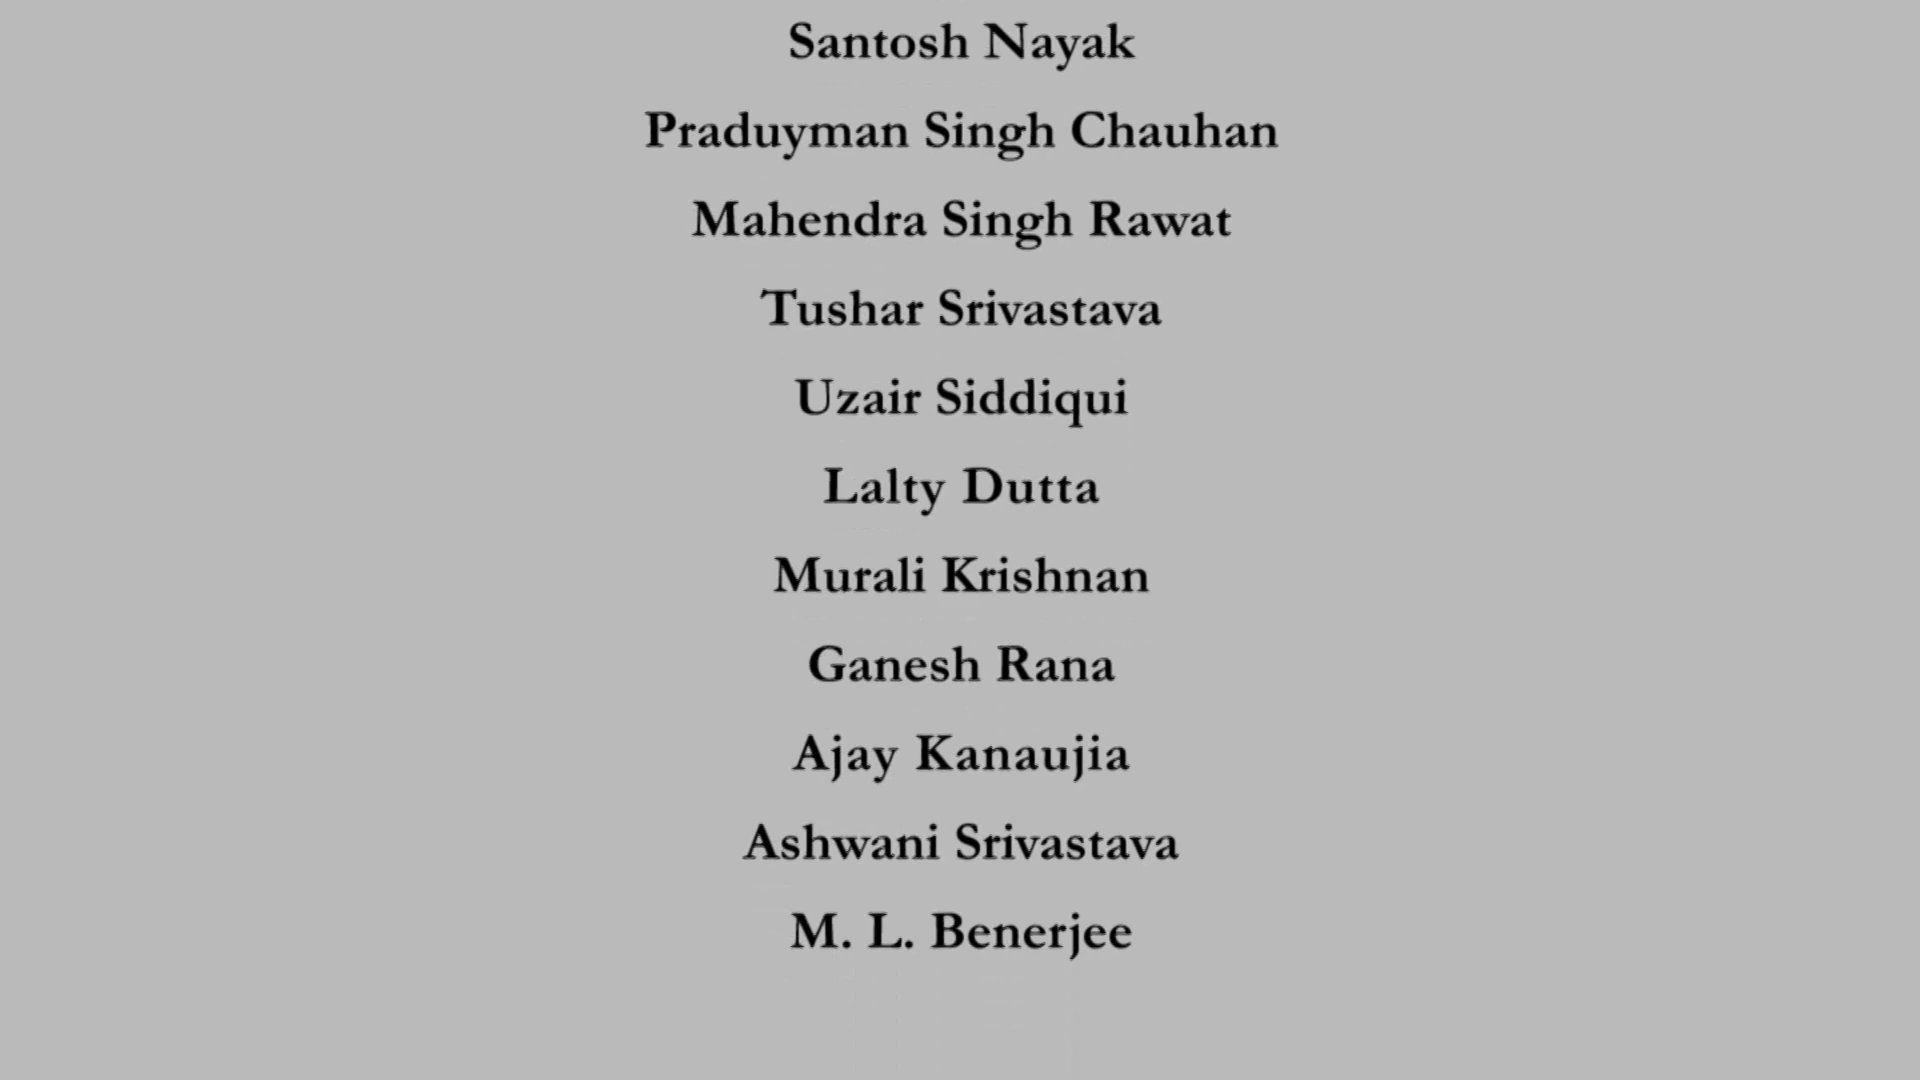 Santosh Nayak
Praduyman Singh Chauhan
Mahendra Singh Rawat
Tushar Srivastava
Uzair Siddiqui
Lalty Dutta
Murali Krishnan
Ganesh Rana
Ajay Kanaujia
Ashwani Srivastava
M. L. Benerjee